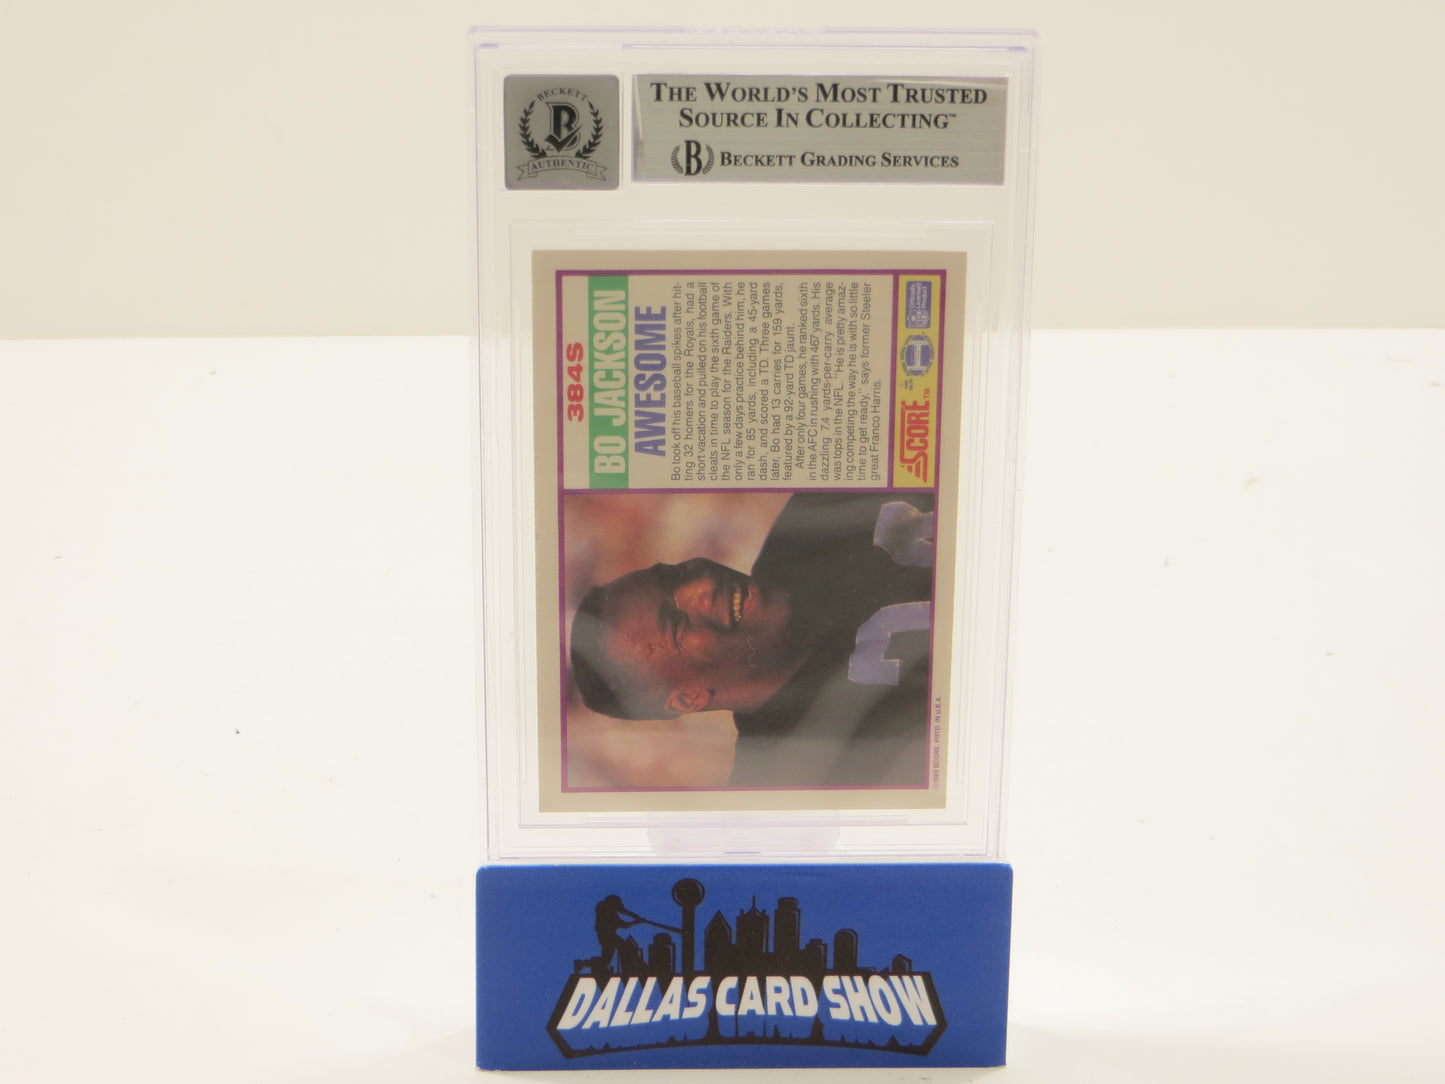 BECKETT
B
AUTHENTIC
THE WORLD'S MOST TRUSTED
SOURCE IN COLLECTING™
B BECKETT GRADING SERVICES
384S
BO JACKSON
AWESOME
Bo took off his baseball spikes after hit-
ting 32 homers for the Royals, had a
short vacation and pulled on his football
cleats in time to play the sixth game of
the NFL season for the Raiders. With
only a few days practice behind him, he
ran for 85 yards, including a 45-yard
dash, and scored a TD. Three games
later, Bo had 13 carries for 159 yards,
featured by a 92-yard TD jaunt.
After only four games, he ranked sixth
in the AFC in rushing with 467 yards. His
dazzling 7.4 yards-per-carry average
was tops in the NFL. "He is pretty amaz-
ing competing the way he is with so little
time to get ready," says former Steeler
great Franco Harris.
SCORE™
©1989 SCORE, PRTD. IN U.S.A
DALLAS CARD SHOW